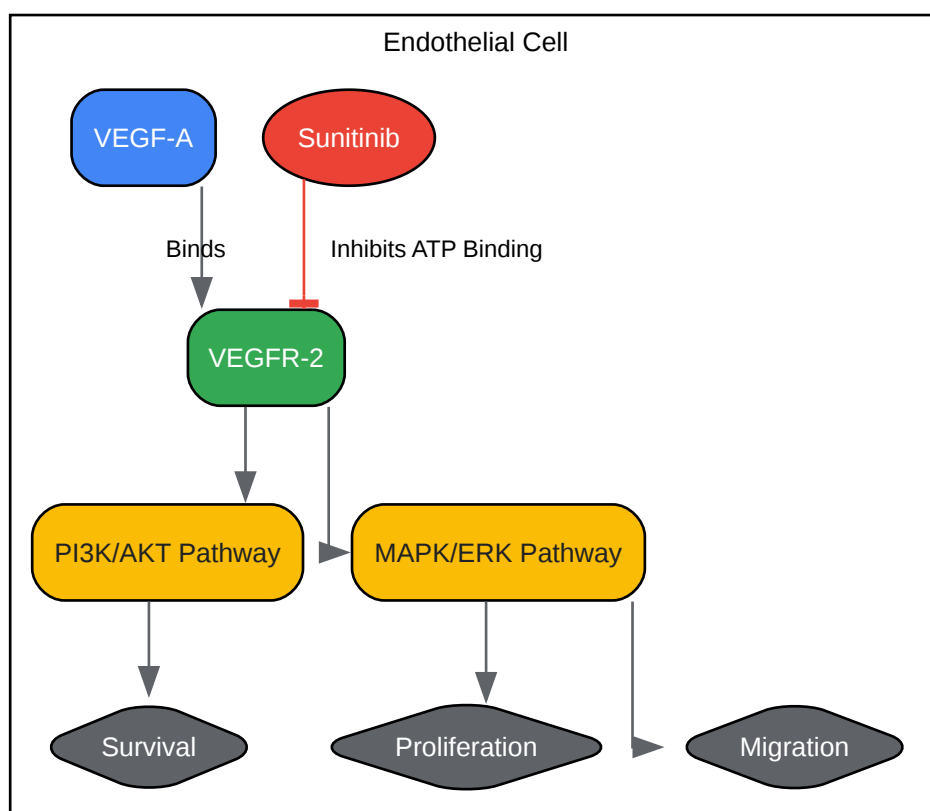 Endothelial Cell
VEGF-A
Sunitinib
Binds
Inhibits ATP Binding
VEGFR-2
PI3K/AKT Pathway
MAPK/ERK Pathway
Survival
Proliferation
Migration